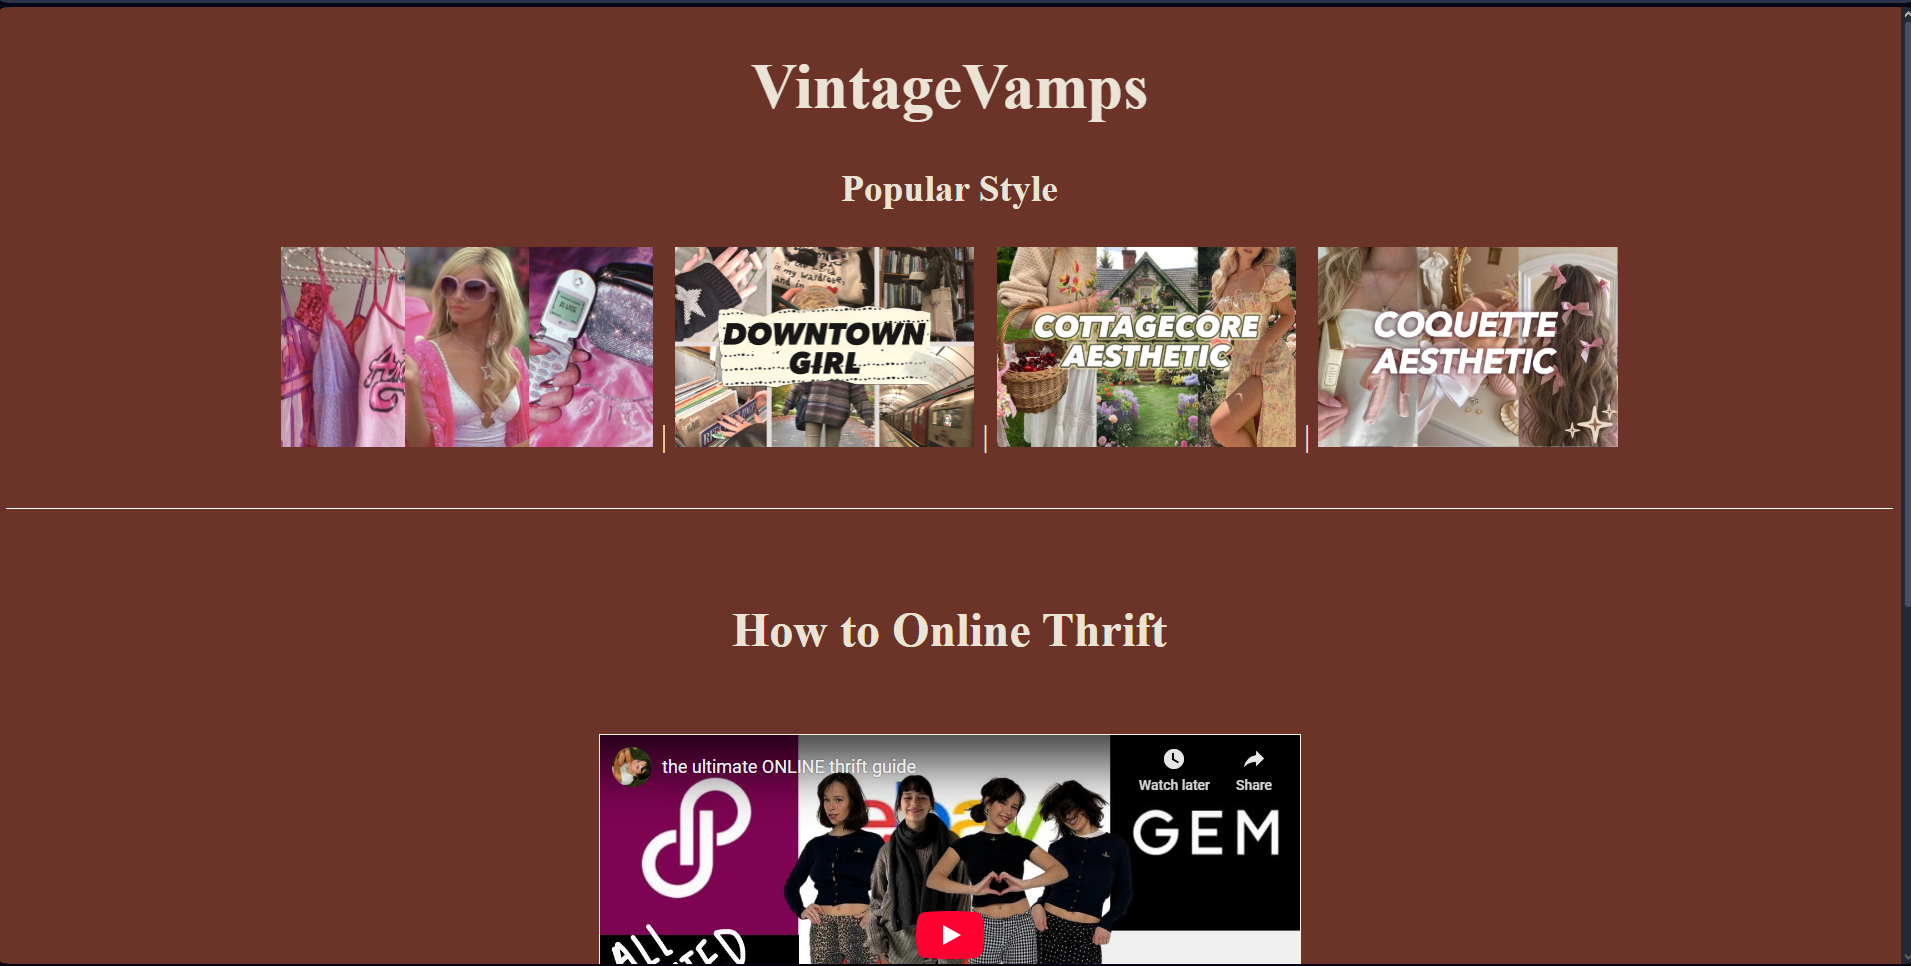 VintageVamps
Popular Style
DOWNTOWN
GIRL
COTTAGECORE
AESTHETIC
COQUETTE
AESTHETIC
|
|
|
How to Online Thrift
the ultimate ONLINE thrift guide
Watch later
Share
GEM
ALL